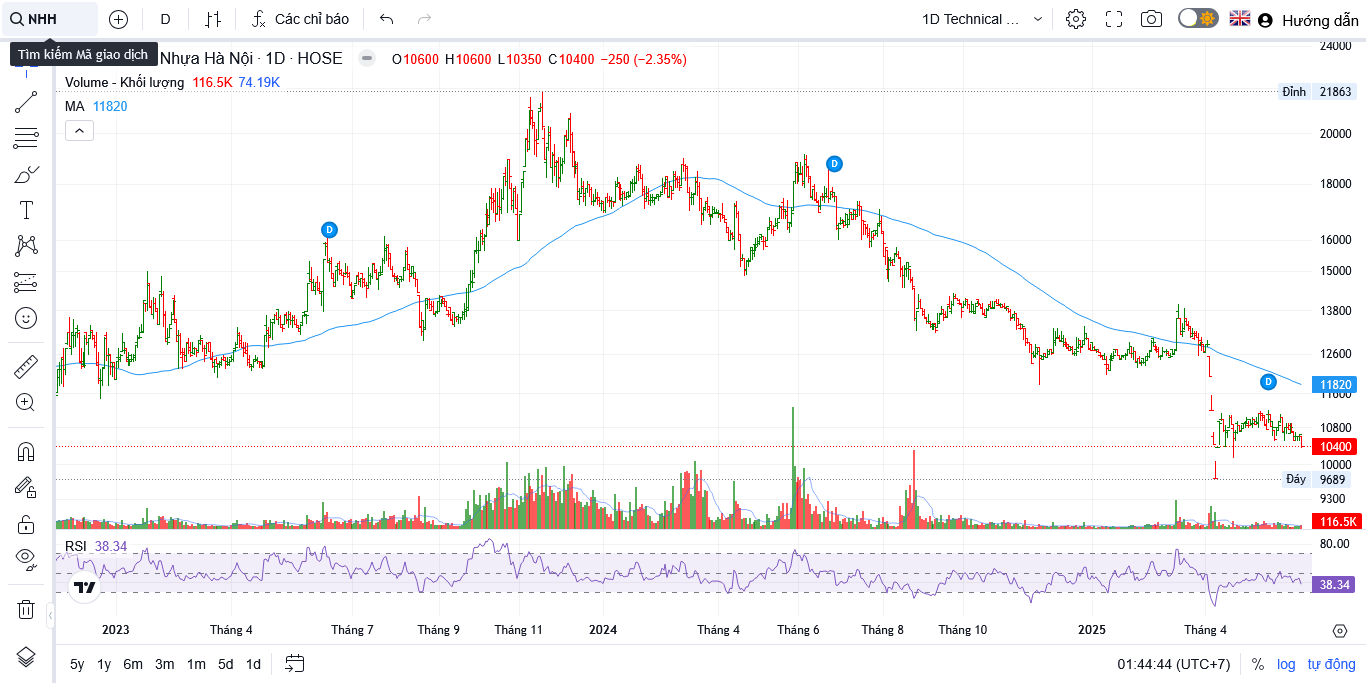 NHH
D
Các chỉ báo
1D Technical ...
Hướng dẫn
Tìm kiếm Mã giao dịch
Nhựa Hà Nội · 1D · HOSE
O10600 H10600 L10350 C10400 −250 (−2.35%)
Volume - Khối lượng 116.5K 74.19K
MA 11820
24000
Đỉnh 21863
20000
18000
16000
15000
13800
12600
11820
11600
10800
10400
10000
Đáy 9689
9300
116.5K
D
D
D
RSI 38.34
80.00
38.34
2023 Tháng 4 Tháng 7 Tháng 9 Tháng 11 2024 Tháng 4 Tháng 6 Tháng 8 Tháng 10 2025 Tháng 4
5y 1y 6m 3m 1m 5d 1d
01:44:44 (UTC+7) % log tự động